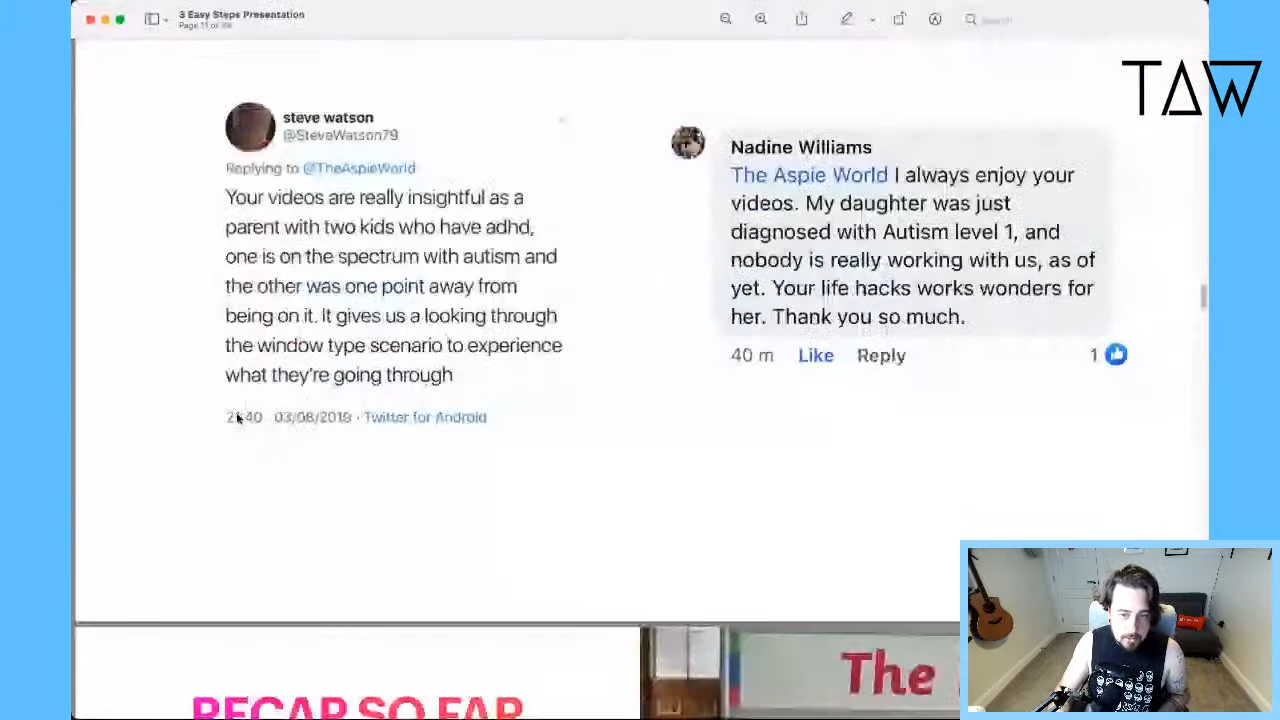 3 Easy Steps Presentation
Search
TAW
steve watson
@SteveWatson79
Replying to @TheAspieWorld
Your videos are really insightful as a
parent with two kids who have adhd,
one is on the spectrum with autism and
the other was one point away from
being on it. It gives us a looking through
the window type scenario to experience
what they're going through
03/08/2019 · Twitter for Android
Nadine Williams
The Aspie World I always enjoy your
videos. My daughter was just
diagnosed with Autism level 1, and
nobody is really working with us, as of
yet. Your life hacks works wonders for
her. Thank you so much.
40 m Like Reply 1
RECAP SO FAR
The